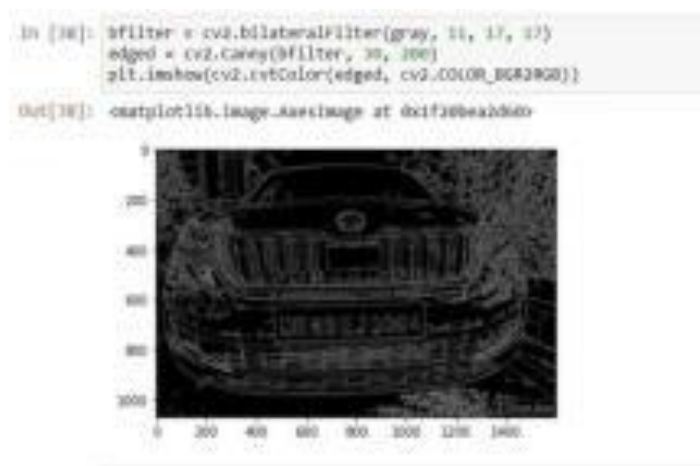 In [38]: bfilter = cv2.bilateralFilter(gray, 11, 17, 17)
edged = cv2.Canny(bfilter, 30, 200)
plt.imshow(cv2.cvtColor(edged, cv2.COLOR_BGR2RGB))
Out[38]: <matplotlib.image.AxesImage at
0
200
400
600
800
1000
0 200 400 600 800 1000 1200 1400